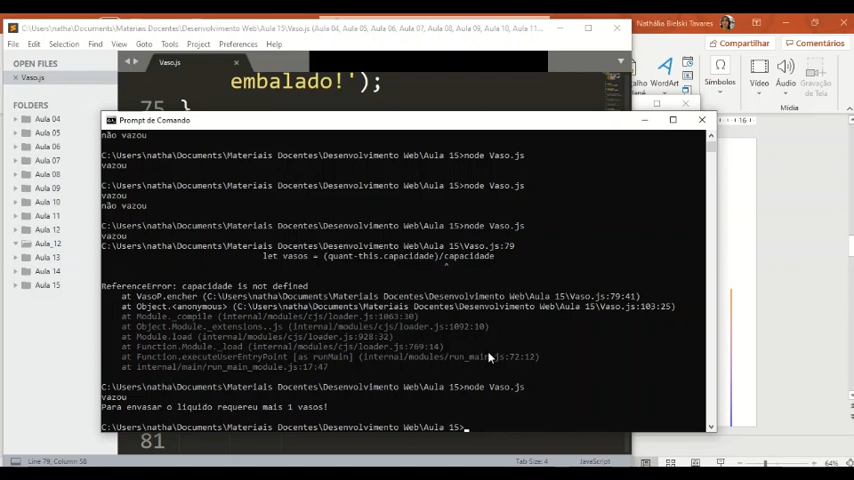 Nathália Bielski Tavares
C:\Users\natha\Documents\Materiais Docentes\Desenvolvimento Web\Aula 15\Vaso.js (Aula 04, Aula 05, Aula 06, Aula 07, Aula 08, Aula 09, Aula 10, Aula 11...
File Edit Selection Find View Goto Tools Project Preferences Help
Compartilhar Comentários
OPEN FILES
Vaso.js
Vaso.js
WordArt
Símbolos
Vídeo
Áudio
Gravação
de Tela
Mídia
embalado!');
75 }
FOLDERS
Aula 04
Aula 05
Aula 06
Aula 07
Aula 08
Aula 09
Aula 10
Aula 11
Aula_12
Aula 13
Aula 14
Aula 15
16
Prompt de Comando
não vazou
C:\Users\natha\Documents\Materiais Docentes\Desenvolvimento Web\Aula 15>node Vaso.js
vazou
C:\Users\natha\Documents\Materiais Docentes\Desenvolvimento Web\Aula 15>node Vaso.js
vazou
não vazou
C:\Users\natha\Documents\Materiais Docentes\Desenvolvimento Web\Aula 15>node Vaso.js
vazou
C:\Users\natha\Documents\Materiais Docentes\Desenvolvimento Web\Aula 15\Vaso.js:79
let vasos = (quant-this.capacidade)/capacidade
^
ReferenceError: capacidade is not defined
at VasoP.encher (C:\Users\natha\Documents\Materiais Docentes\Desenvolvimento Web\Aula 15\Vaso.js:79:41)
at Object.<anonymous> (C:\Users\natha\Documents\Materiais Docentes\Desenvolvimento Web\Aula 15\Vaso.js:103:25)
at Module._compile (internal/modules/cjs/loader.js:1063:30)
at Object.Module._extensions..js (internal/modules/cjs/loader.js:1092:10)
at Module.load (internal/modules/cjs/loader.js:928:32)
at Function.Module._load (internal/modules/cjs/loader.js:769:14)
at Function.executeUserEntryPoint [as runMain] (internal/modules/run_main.js:72:12)
at internal/main/run_main_module.js:17:47
C:\Users\natha\Documents\Materiais Docentes\Desenvolvimento Web\Aula 15>node Vaso.js
vazou
Para envasar o liquido requereu mais 1 vasos!
C:\Users\natha\Documents\Materiais Docentes\Desenvolvimento Web\Aula 15>
81
Line 79, Column 58
Tab Size: 4
JavaScript
64%